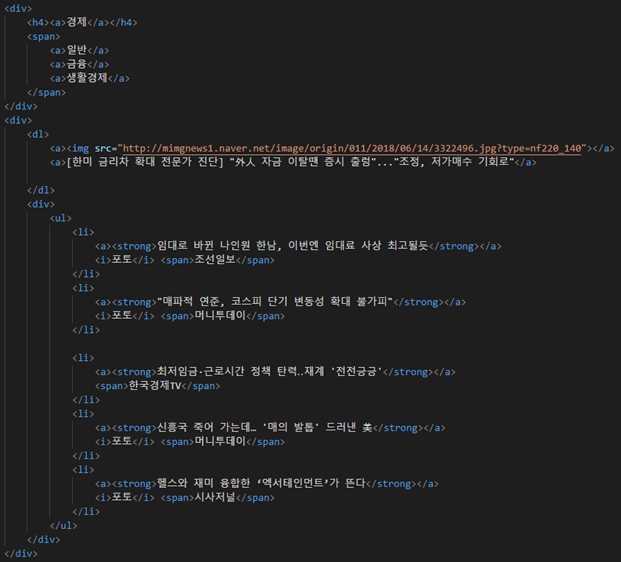 <div>
<h4><a>경제</a></h4>
<span>
<a>일반</a>
<a>금융</a>
<a>생활경제</a>
</span>
</div>
<div>
<dl>
<a><img src="http://mimgnews1.naver.net/image/origin/011/2018/06/14/3322496.jpg?type=nf220_140"></a>
<a>[한미 금리차 확대 전문가 진단] "外人 자금 이탈땐 증시 출렁"..."조정, 저가매수 기회로"</a>
</dl>
<div>
<ul>
<li>
<a><strong>임대로 바뀐 나인원 한남, 이번엔 임대료 사상 최고될듯</strong></a>
<i>포토</i> <span>조선일보</span>
</li>
<li>
<a><strong>"매파적 연준, 코스피 단기 변동성 확대 불가피"</strong></a>
<i>포토</i> <span>머니투데이</span>
</li>
<li>
<a><strong>최저임금·근로시간 정책 탄력‥재계 '전전긍긍'</strong></a>
<span>한국경제TV</span>
</li>
<li>
<a><strong>신흥국 죽어 가는데… '매의 발톱' 드러낸 美</strong></a>
<i>포토</i> <span>머니투데이</span>
</li>
<li>
<a><strong>헬스와 재미 융합한 ‘엑서테인먼트’가 뜬다</strong></a>
<i>포토</i> <span>시사저널</span>
</li>
</ul>
</div>
</div>